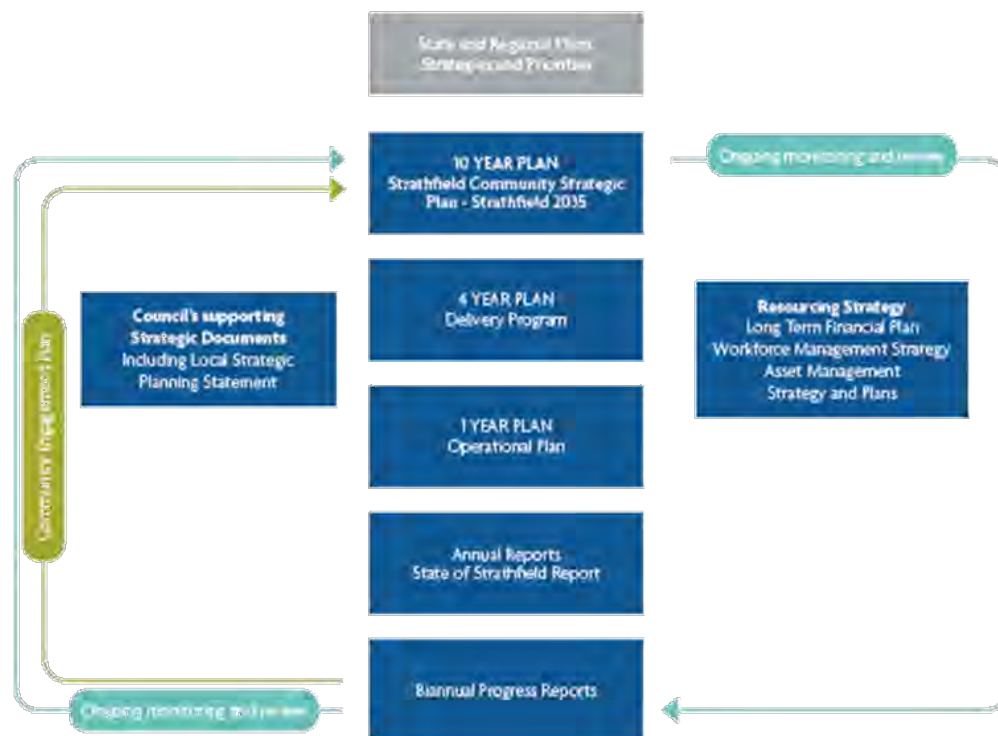 State and Regional Plans
Strategies and Priorities
10 YEAR PLAN
Strathfield Community Strategic
Plan - Strathfield 2035
Ongoing monitoring and review
4 YEAR PLAN
Delivery Program
Council's supporting
Strategic Documents
Including Local Strategic
Planning Statement
Resourcing Strategy
Long Term Financial Plan
Workforce Management Strategy
Asset Management
Strategy and Plans
Community Engagement Plan
1 YEAR PLAN
Operational Plan
Annual Reports
State of Strathfield Report
Biannual Progress Reports
Ongoing monitoring and review